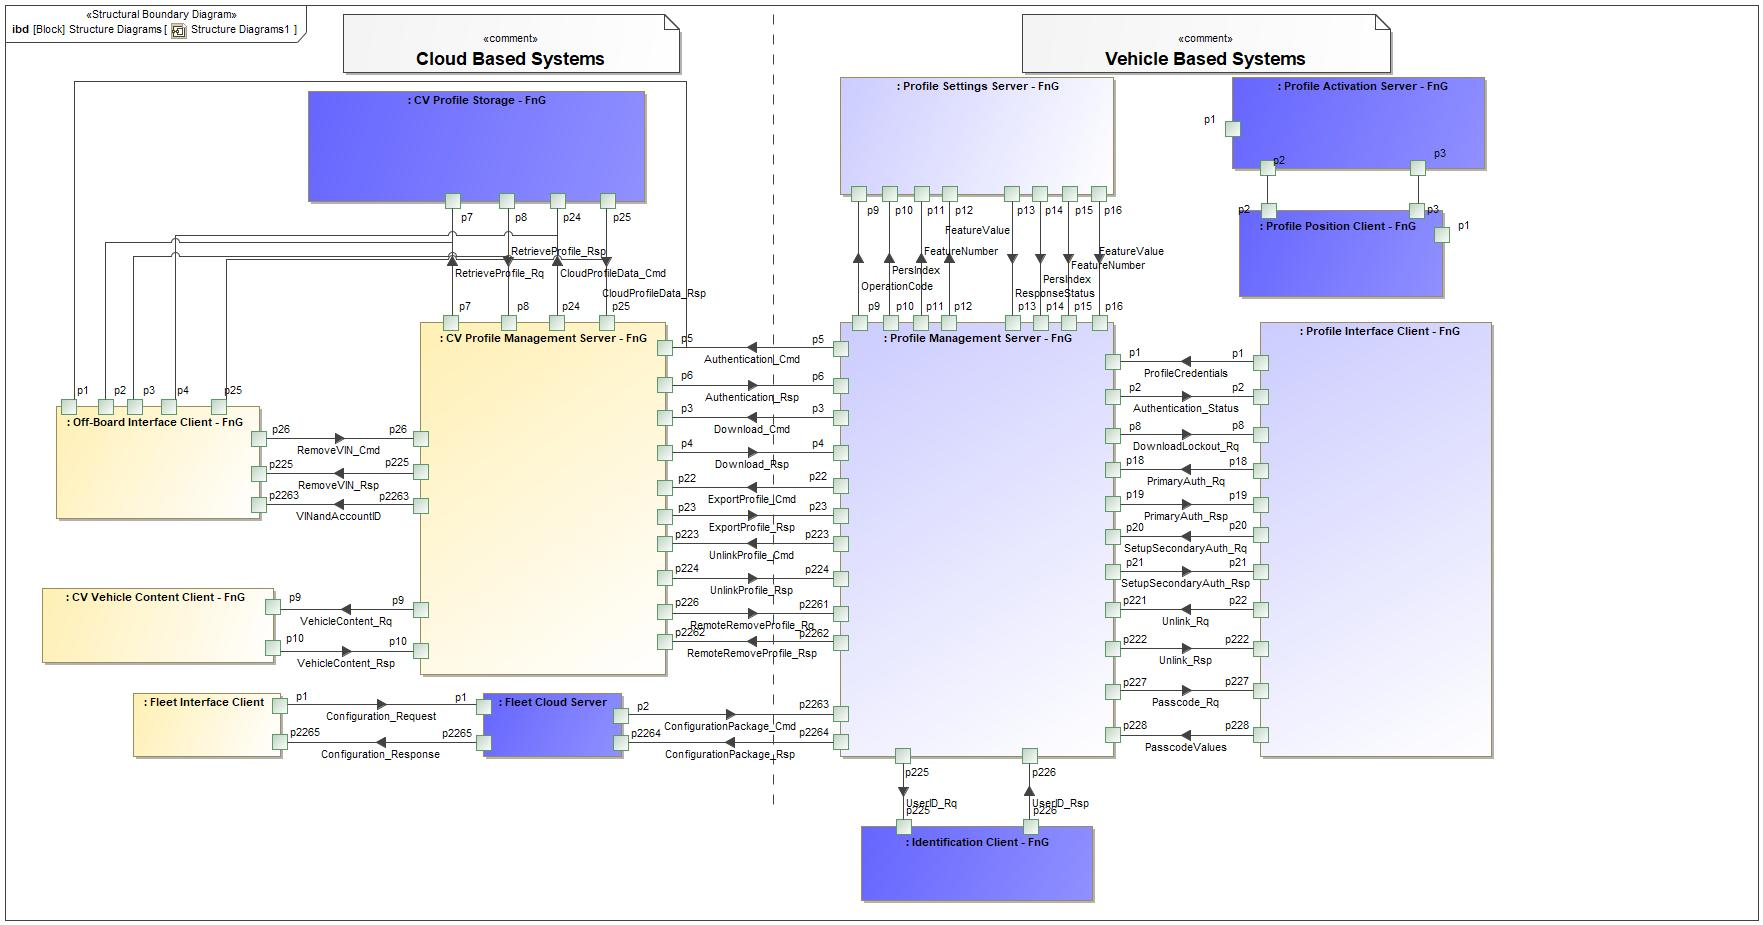 «Structural Boundary Diagram»
ibd [Block] Structure Diagrams [ Structure Diagrams1 ]
«comment»
Cloud Based Systems
«comment»
Vehicle Based Systems
: CV Profile Storage - FnG
p7
p8
p24
p25
RetrieveProfile_Rsp
RetrieveProfile_Rq
CloudProfileData_Cmd
CloudProfileData_Rsp
p7
p8
p24
p25
: Profile Settings Server - FnG
p9
p10
p11
p12
p13
p14
p15
p16
FeatureValue
FeatureNumber
PersIndex
OperationCode
FeatureValue
FeatureNumber
PersIndex
ResponseStatus
p9
p10
p11
p12
p13
p14
p15
p16
: Profile Activation Server - FnG
p1
p2
p3
p2
p3
: Profile Position Client - FnG
p1
p1
p2
p3
p4
p25
: Off-Board Interface Client - FnG
p26
p26
RemoveVIN_Cmd
p225
p225
RemoveVIN_Rsp
p2263
p2263
VINandAccountID
: CV Profile Management Server - FnG
p5
p5
Authentication_Cmd
p6
p6
Authentication_Rsp
p3
p3
Download_Cmd
p4
p4
Download_Rsp
p22
p22
ExportProfile_Cmd
p23
p23
ExportProfile_Rsp
p223
p223
UnlinkProfile_Cmd
p224
p224
UnlinkProfile_Rsp
p226
p2261
RemoteRemoveProfile_Rq
p2262
p2262
RemoteRemoveProfile_Rsp
: Profile Management Server - FnG
: Profile Interface Client - FnG
p1
p1
ProfileCredentials
p2
p2
Authentication_Status
p8
p8
DownloadLockout_Rq
p18
p18
PrimaryAuth_Rq
p19
p19
PrimaryAuth_Rsp
p20
p20
SetupSecondaryAuth_Rq
p21
p21
SetupSecondaryAuth_Rsp
p221
p22
Unlink_Rq
p222
p222
Unlink_Rsp
p227
p227
Passcode_Rq
p228
p228
PasscodeValues
: CV Vehicle Content Client - FnG
p9
p9
VehicleContent_Rq
p10
p10
VehicleContent_Rsp
: Fleet Interface Client
p1
p1
Configuration_Request
p2265
p2265
Configuration_Response
: Fleet Cloud Server
p2
p2263
ConfigurationPackage_Cmd
p2264
p2264
ConfigurationPackage_Rsp
p225
p226
UserID_Rq
UserID_Rsp
p225
p226
: Identification Client - FnG